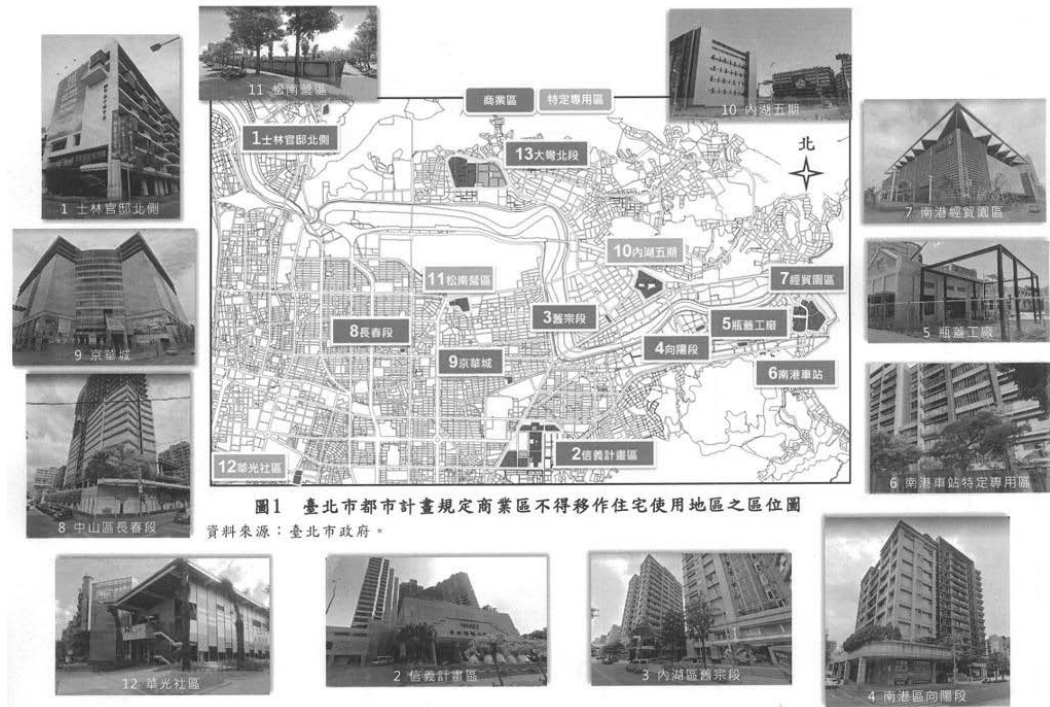 11 松南營區
10 內湖五期
1 士林官邸北側
7 南港經貿園區
9 京華城
5 瓶蓋工廠
8 中山區長春段
6 南港車站特定專用區
商業區
特定專用區
北
1士林官邸北側
13大彎北段
10內湖五期
11松南營區
7經貿園區
3舊宗段
5瓶蓋工廠
8長春段
4向陽段
9京華城
6南港車站
2信義計畫區
12華光社區
圖1 臺北市都市計畫規定商業區不得移作住宅使用地區之區位圖
資料來源：臺北市政府。
12 華光社區
2 信義計畫區
3 內湖區舊宗段
4 南港區向陽段